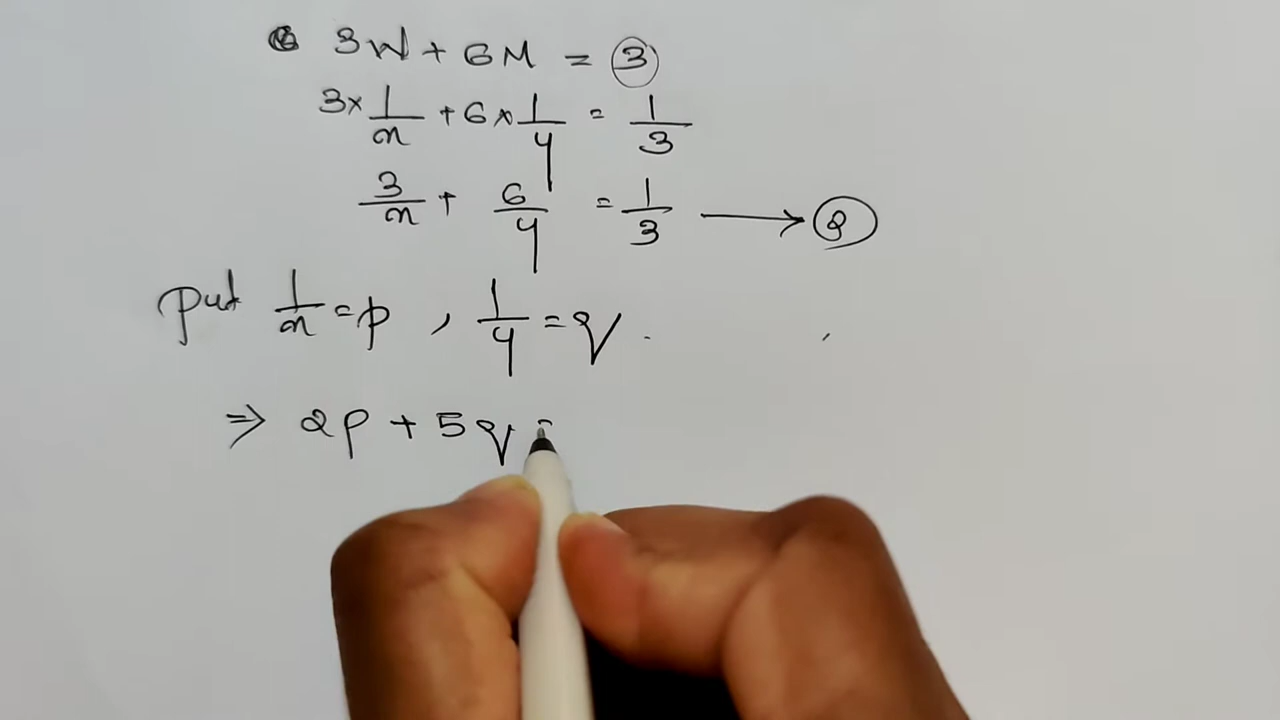 3W + 6M = ③
3 × 1/x + 6 × 1/y = 1/3
3/x + 6/y = 1/3 → ②
Put 1/x = p , 1/y = q .
⇒ 2p + 5q =